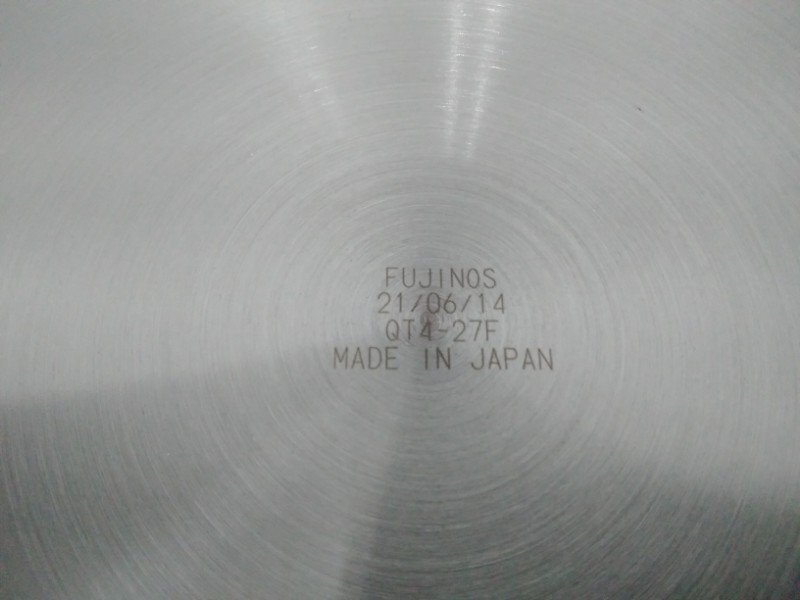 FUJINOS
21/06/14
QT4-27F
MADE IN JAPAN